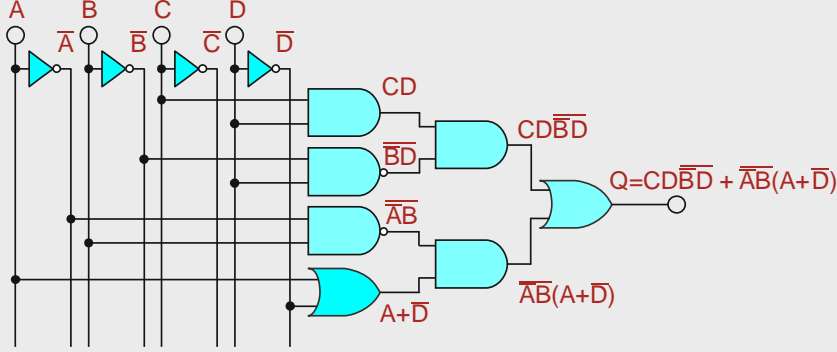 A B C D
A̅ B̅ C̅ D̅
CD
B̅̅D̅
CDB̅̅D̅
Q=CDB̅̅D̅ + A̅̅B̅(A+D̅)
A̅̅B̅
A̅̅B̅(A+D̅)
A+D̅